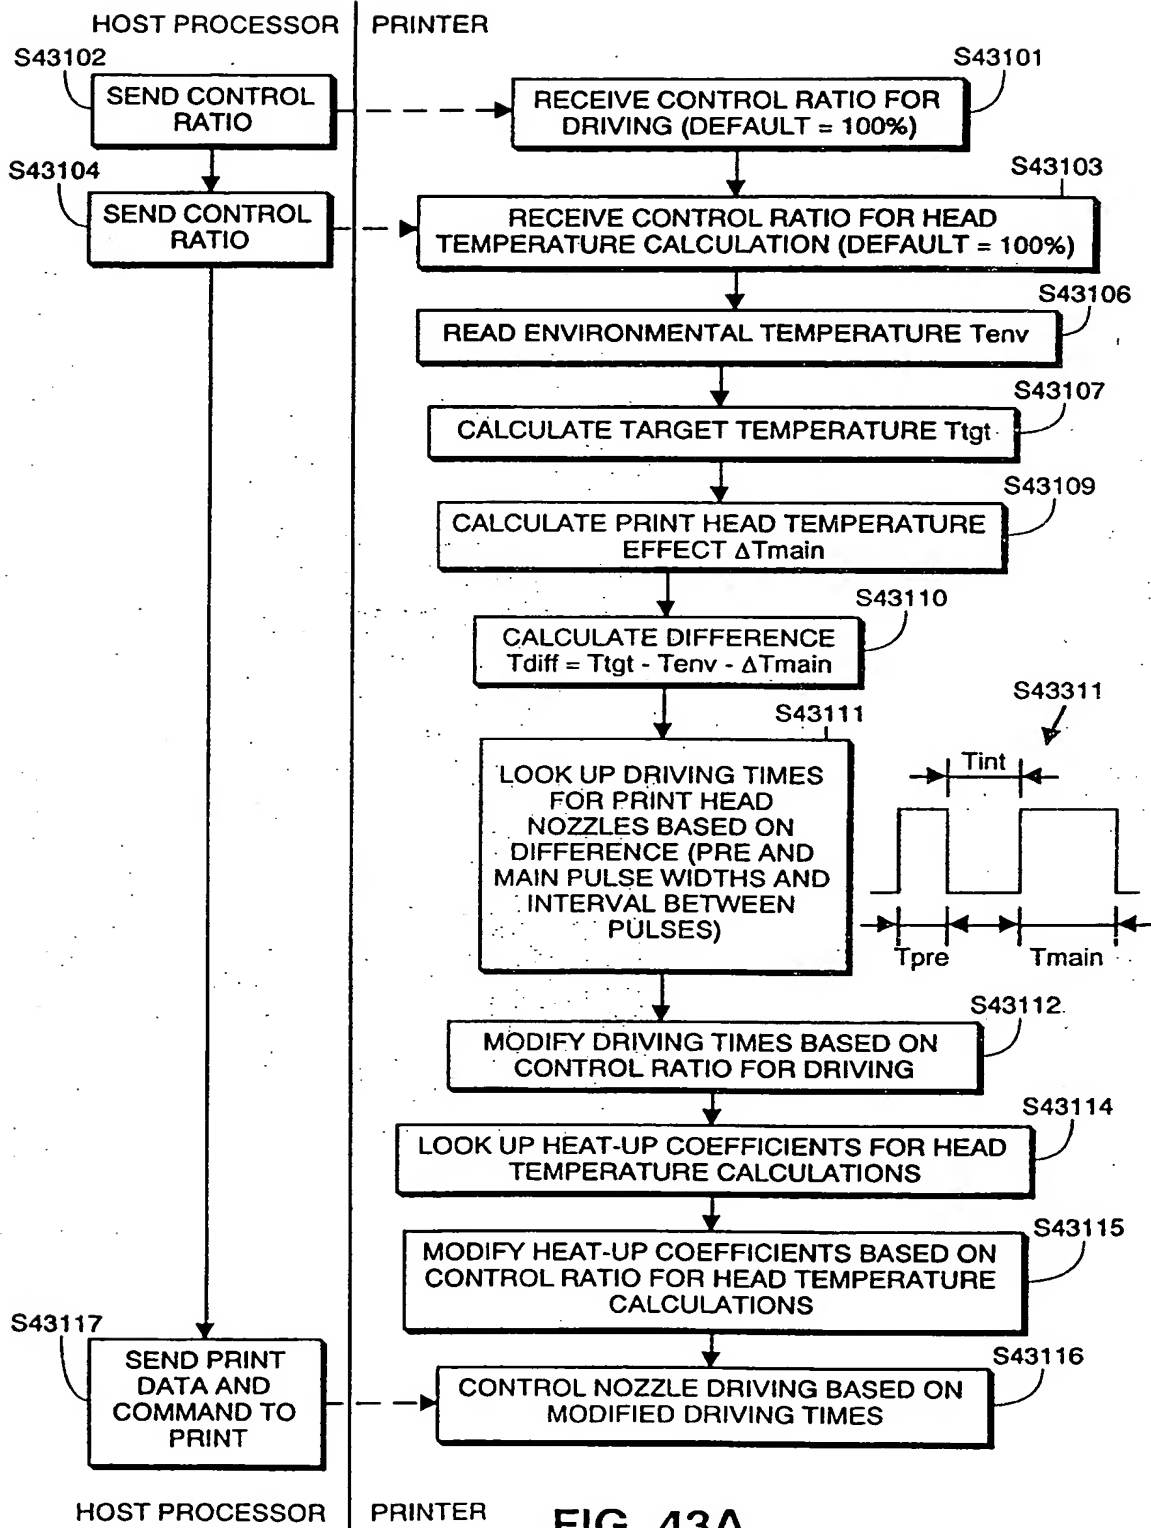 HOST PROCESSOR
PRINTER
S43102
SEND CONTROL
RATIO
S43101
RECEIVE CONTROL RATIO FOR
DRIVING (DEFAULT = 100%)
S43104
SEND CONTROL
RATIO
S43103
RECEIVE CONTROL RATIO FOR HEAD
TEMPERATURE CALCULATION (DEFAULT = 100%)
S43106
READ ENVIRONMENTAL TEMPERATURE Tenv
S43107
CALCULATE TARGET TEMPERATURE Ttgt
S43109
CALCULATE PRINT HEAD TEMPERATURE
EFFECT ΔTmain
S43110
CALCULATE DIFFERENCE
Tdiff = Ttgt - Tenv - ΔTmain
S43111
LOOK UP DRIVING TIMES
FOR PRINT HEAD
NOZZLES BASED ON
DIFFERENCE (PRE AND
MAIN PULSE WIDTHS AND
INTERVAL BETWEEN
PULSES)
S43311
Tint
Tpre
Tmain
S43112
MODIFY DRIVING TIMES BASED ON
CONTROL RATIO FOR DRIVING
S43114
LOOK UP HEAT-UP COEFFICIENTS FOR HEAD
TEMPERATURE CALCULATIONS
S43115
MODIFY HEAT-UP COEFFICIENTS BASED ON
CONTROL RATIO FOR HEAD TEMPERATURE
CALCULATIONS
S43117
SEND PRINT
DATA AND
COMMAND TO
PRINT
S43116
CONTROL NOZZLE DRIVING BASED ON
MODIFIED DRIVING TIMES
HOST PROCESSOR
PRINTER
FIG. 43A